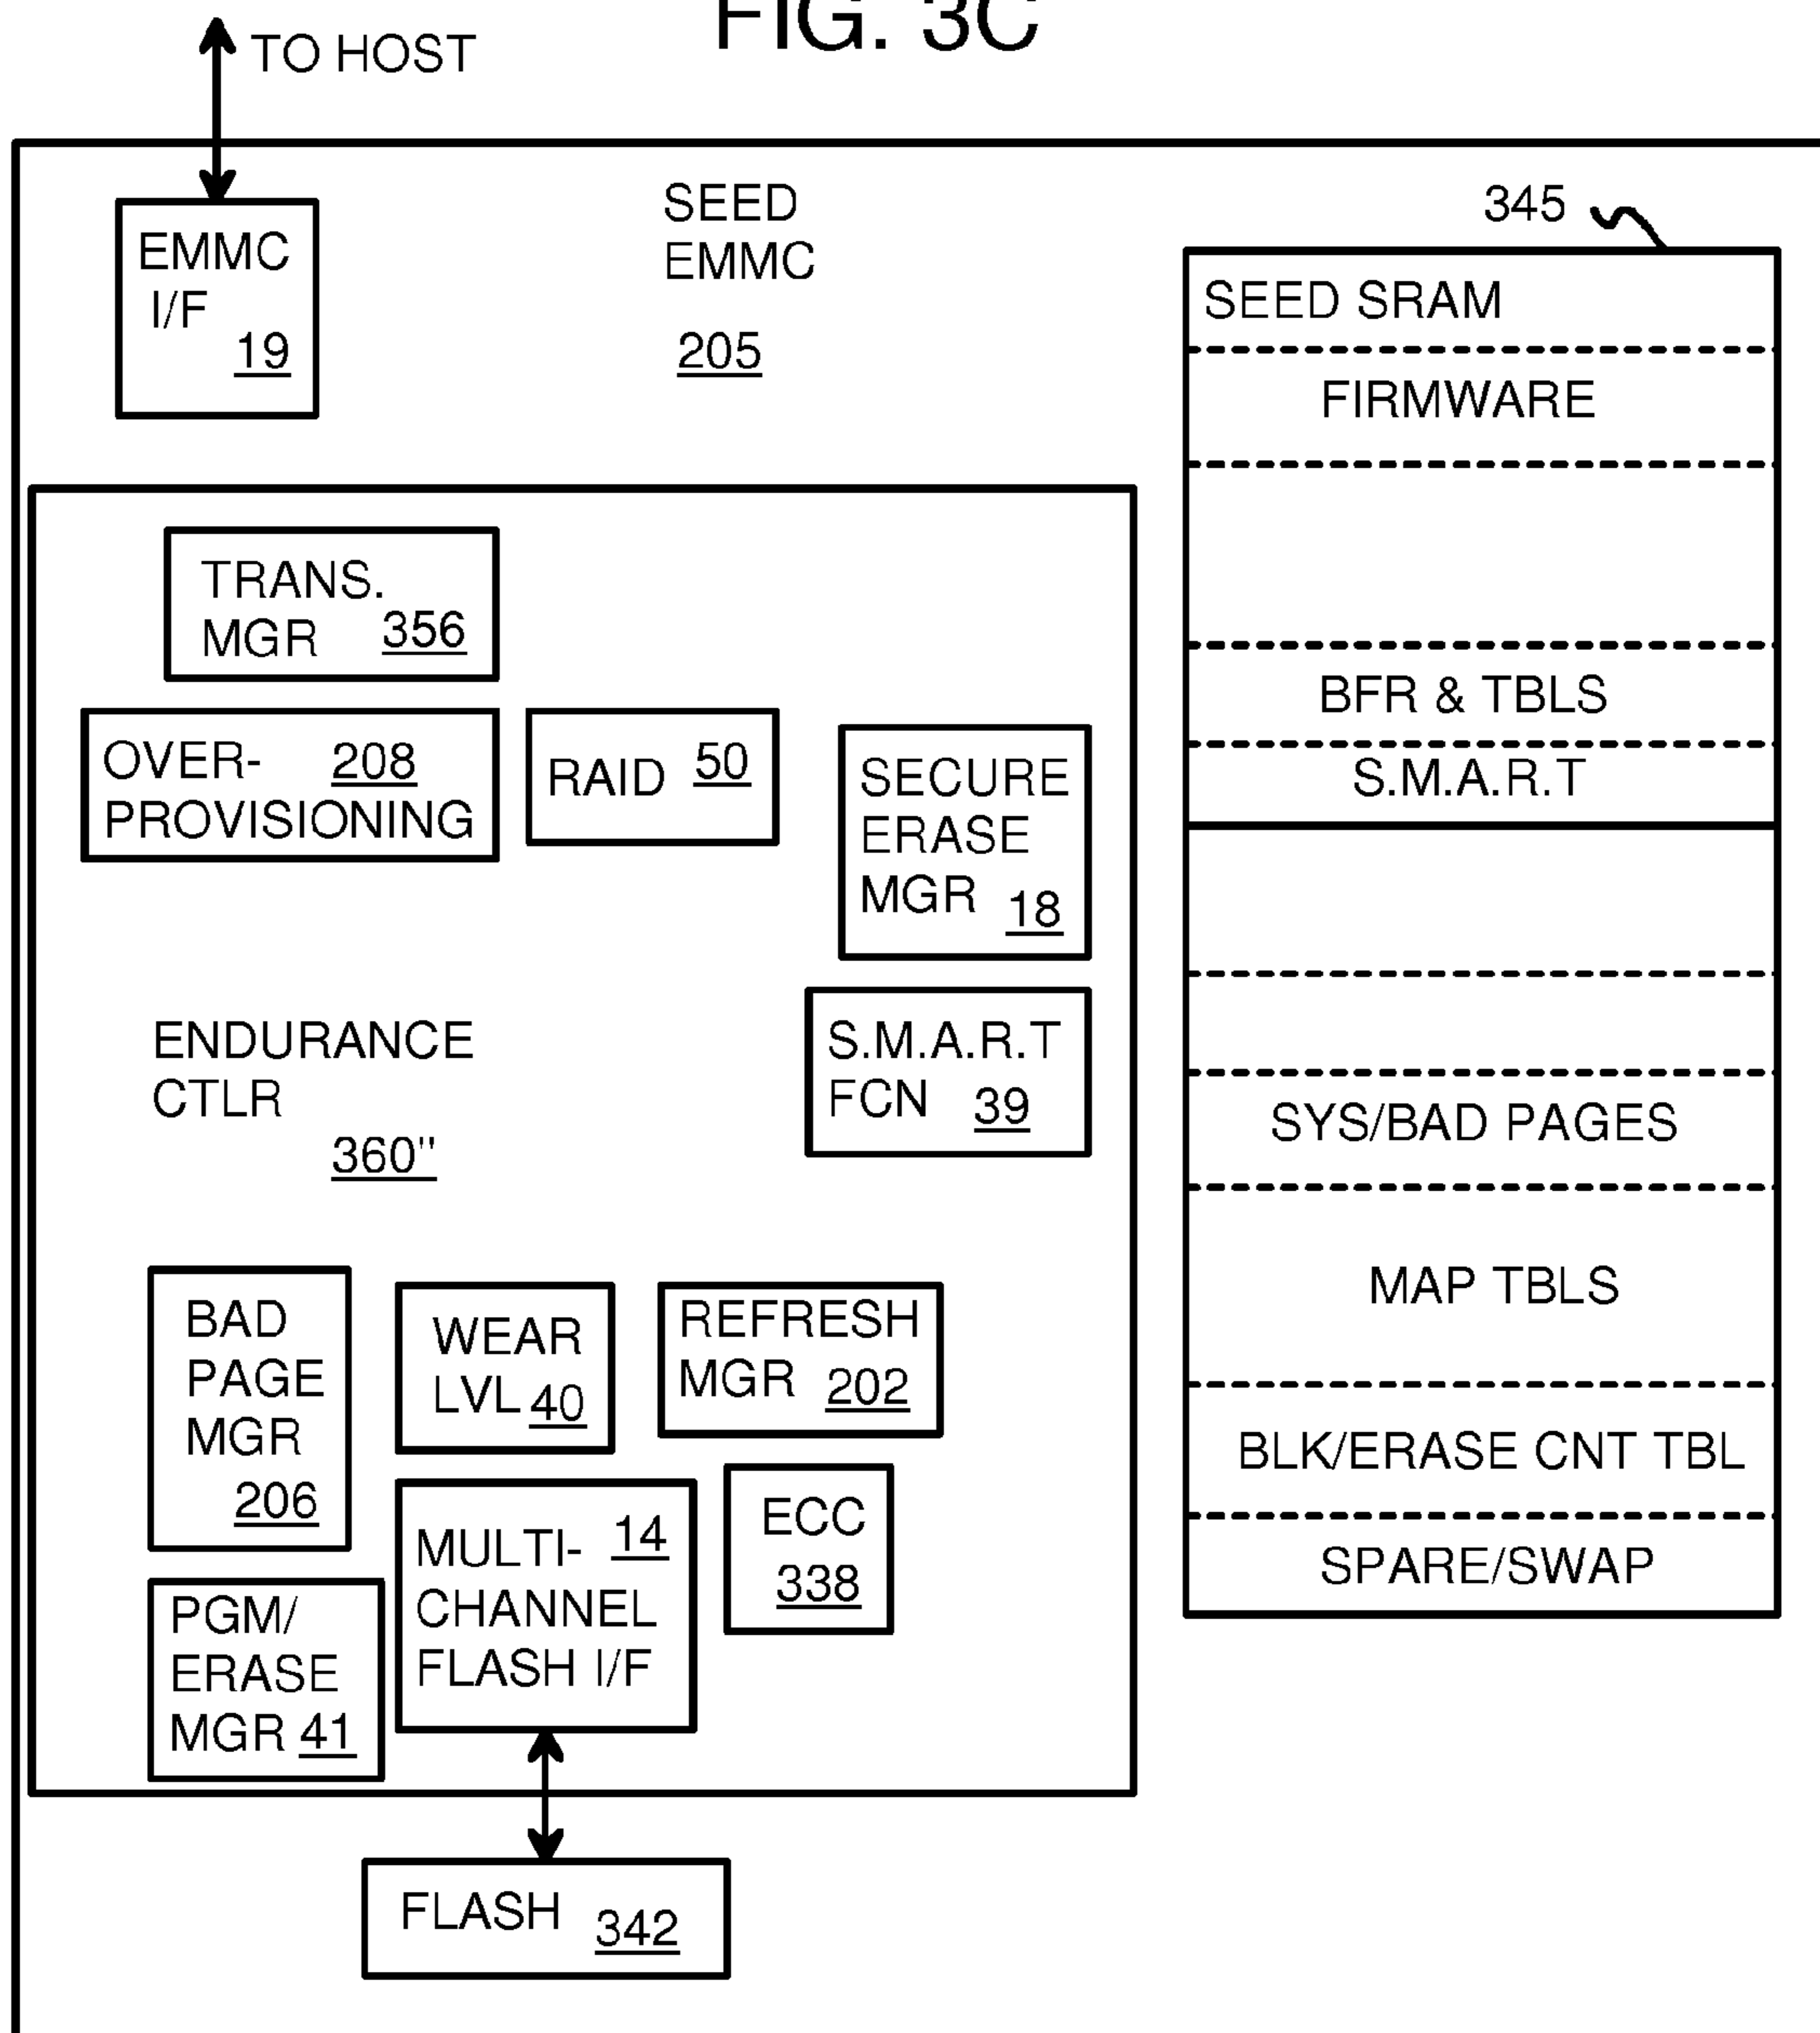 FIG. 3C
TO HOST
EMMC
I/F
19
SEED
EMMC
205
345
SEED SRAM
FIRMWARE
BFR & TBLS
S.M.A.R.T
SYS/BAD PAGES
MAP TBLS
BLK/ERASE CNT TBL
SPARE/SWAP
TRANS.
MGR 356
OVER- 208
PROVISIONING
RAID 50
SECURE
ERASE
MGR 18
S.M.A.R.T
FCN 39
ENDURANCE
CTLR
360"
BAD
PAGE
MGR
206
WEAR
LVL 40
REFRESH
MGR 202
PGM/
ERASE
MGR 41
MULTI- 14
CHANNEL
FLASH I/F
ECC
338
FLASH 342